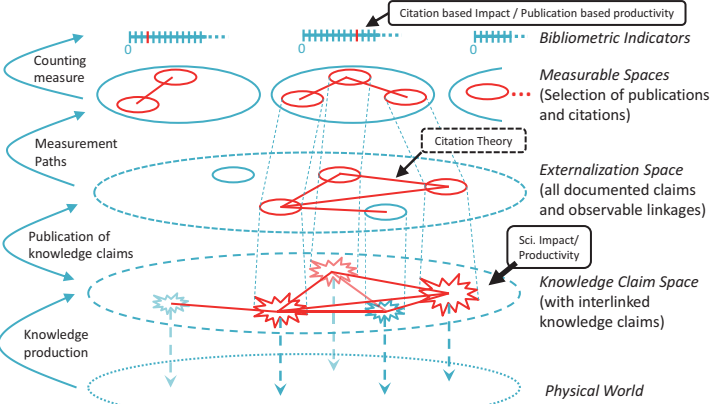 Citation based Impact / Publication based productivity
0
0
0
Bibliometric Indicators
Counting
measure
Measurable Spaces
(Selection of publications
and citations)
Measurement
Paths
Citation Theory
Externalization Space
(all documented claims
and observable linkages)
Publication of
knowledge claims
Sci. Impact/
Productivity
Knowledge Claim Space
(with interlinked
knowledge claims)
Knowledge
production
Physical World